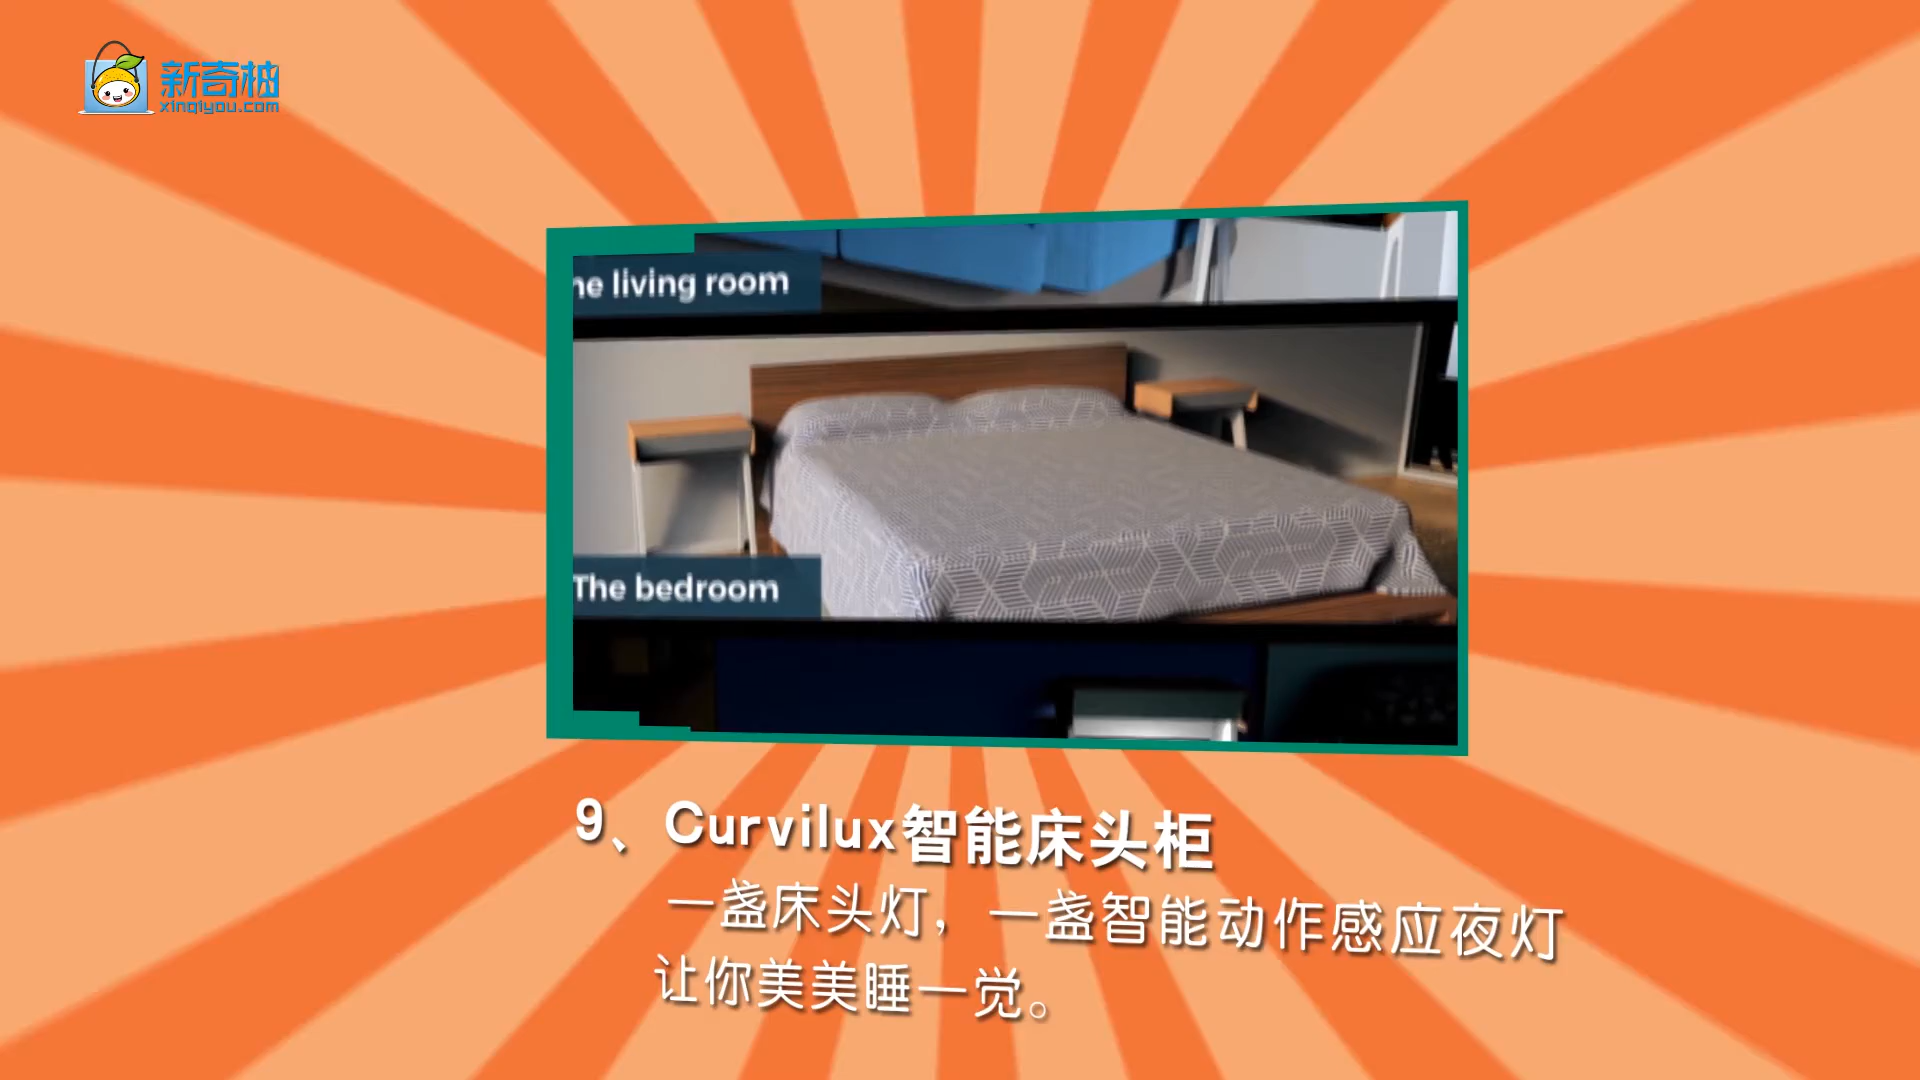 新奇柚
xinqiyou.com
he living room
The bedroom
9、Curvilux智能床头柜
一盏床头灯，一盏智能动作感应夜灯
让你美美睡一觉。